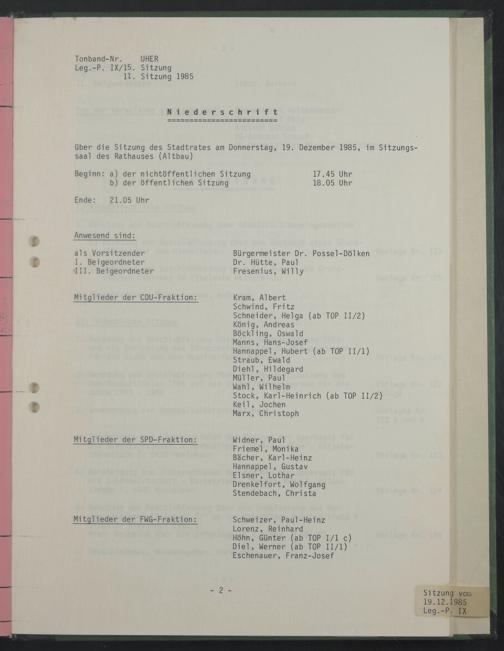 Tonband-Nr. UHER
Leg.-P. IX/15. Sitzung
11. Sitzung 1985
Niederschrift
über die Sitzung des Stadtrates am Donnerstag, 19. Dezember 1985, im Sitzungs-
saal des Rathauses (Altbau)
Beginn: a) der nichtöffentlichen Sitzung 17.45 Uhr
b) der öffentlichen Sitzung 18.05 Uhr
Ende: 21.05 Uhr
Anwesend sind:
als Vorsitzender Bürgermeister Dr. Possel-Dölken
I. Beigeordneter Dr. Hütte, Paul
III. Beigeordneter Fresenius, Willy
Mitglieder der CDU-Fraktion: Kram, Albert
Schwind, Fritz
Schneider, Helga (ab TOP II/2)
König, Andreas
Böckling, Oswald
Manns, Hans-Josef
Hannappel, Hubert (ab TOP II/1)
Straub, Ewald
Diehl, Hildegard
Müller, Paul
Wahl, Wilhelm
Stock, Karl-Heinrich (ab TOP II/2)
Keil, Jochen
Marx, Christoph
Mitglieder der SPD-Fraktion: Widner, Paul
Friemel, Monika
Bächer, Karl-Heinz
Hannappel, Gustav
Elsner, Lothar
Drenkelfort, Wolfgang
Stendebach, Christa
Mitglieder der FWG-Fraktion: Schweizer, Paul-Heinz
Lorenz, Reinhard
Höhn, Günter (ab TOP I/1 c)
Diel, Werner (ab TOP II/1)
Eschenauer, Franz-Josef
- 2 -
Sitzung vom
19.12.1985
Leg.-P. IX